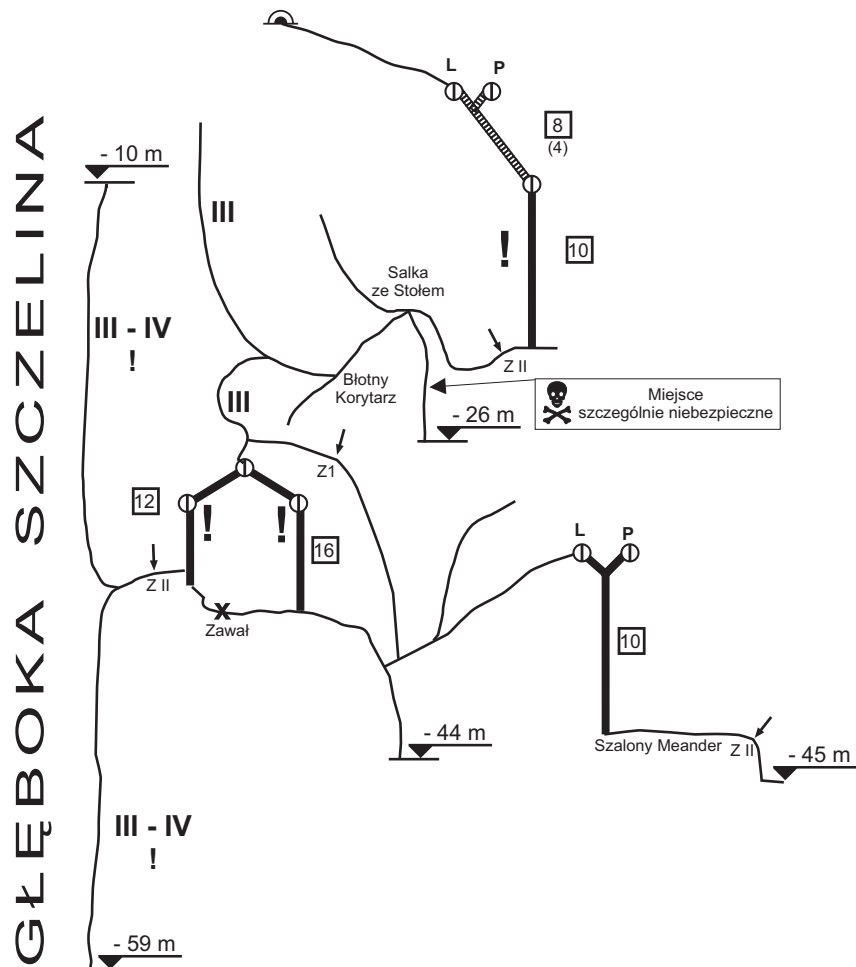 GŁĘBOKA SZCZELINA
L P
8
(4)
- 10 m
III
!
10
Salka
ze Stołem
III - IV
!
Z II
Błotny
Korytarz
III
Miejsce
szczególnie niebezpieczne
- 26 m
Z1
12
!
!
16
L P
Z II
X
Zawał
10
- 44 m
Szalony Meander
Z II
- 45 m
III - IV
!
- 59 m